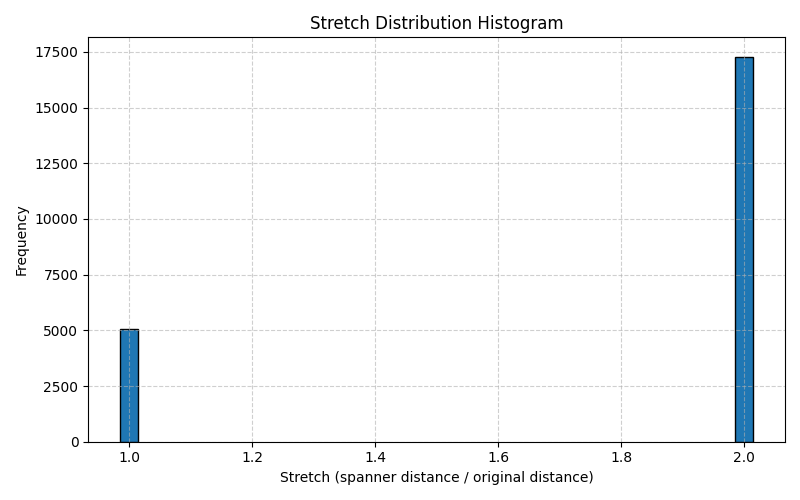 Stretch Distribution Histogram
17500
15000
12500
10000
7500
5000
2500
0
Frequency
1.0 1.2 1.4 1.6 1.8 2.0
Stretch (spanner distance / original distance)